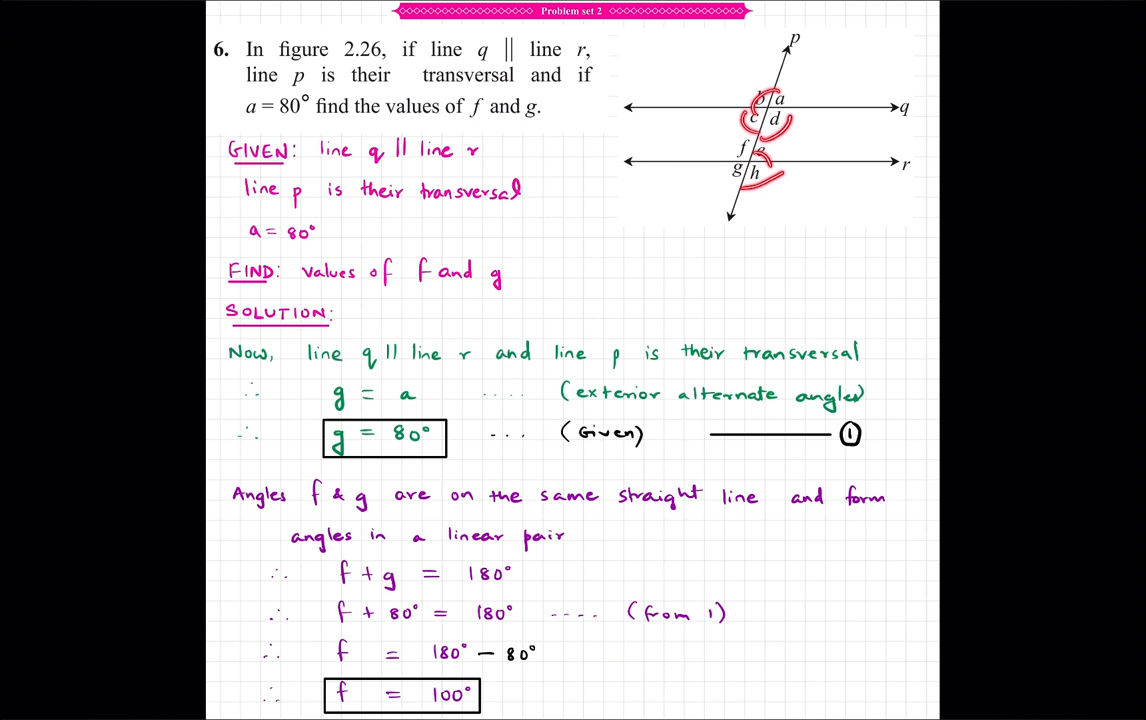 Problem set 2
6. In figure 2.26, if line q || line r,
line p is their transversal and if
a = 80° find the values of f and g.
p
b a
q
c d
f e
r
g h
GIVEN: line q || line r
line p is their transversal
a = 80°
FIND: values of f and g
SOLUTION:
Now, line q || line r and line p is their transversal
∴ g = a .... (exterior alternate angles)
∴ g = 80° ... (Given) 1
Angles f & g are on the same straight line and form
angles in a linear pair
∴ f + g = 180°
∴ f + 80° = 180° .... (from 1)
∴ f = 180° - 80°
∴ f = 100°